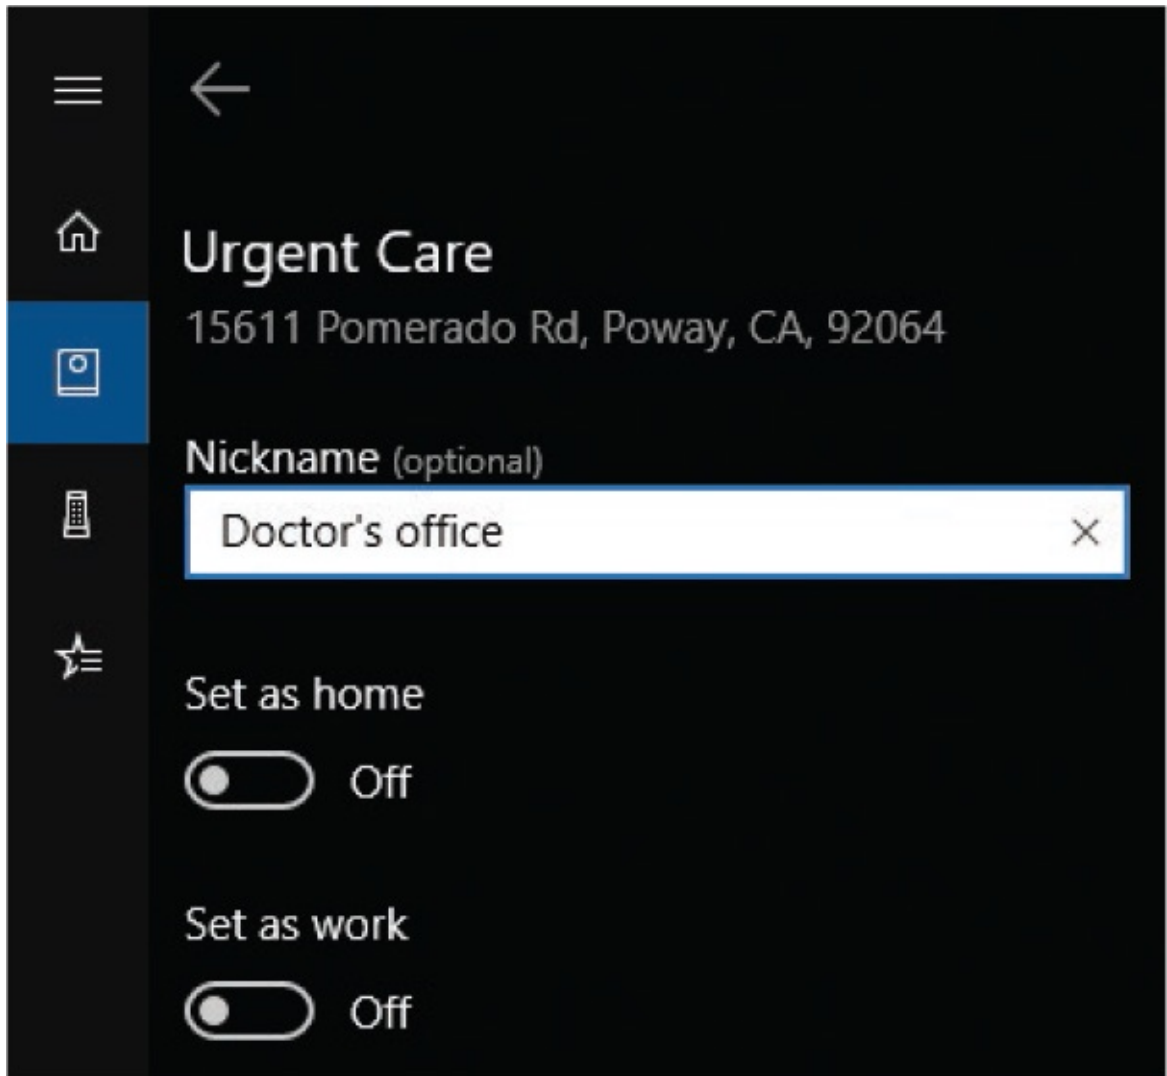 Urgent Care
15611 Pomerado Rd, Poway, CA, 92064
Nickname (optional)
Doctor's office
Set as home
Off
Set as work
Off